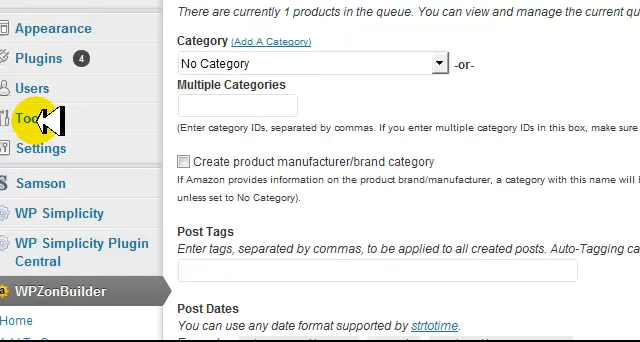 There are currently 1 products in the queue. You can view and manage the current qu
Appearance
Plugins 4
Users
Too
Settings
Samson
WP Simplicity
WP Simplicity Plugin
Central
WPZonBuilder
Home
Category (Add A Category)
No Category -or-
Multiple Categories
(Enter category IDs, separated by commas. If you enter multiple category IDs in this box, make sure
Create product manufacturer/brand category
If Amazon provides information on the product brand/manufacturer, a category with this name will b
unless set to No Category).
Post Tags
Enter tags, separated by commas, to be applied to all created posts. Auto-Tagging ca
Post Dates
You can use any date format supported by strtotime.